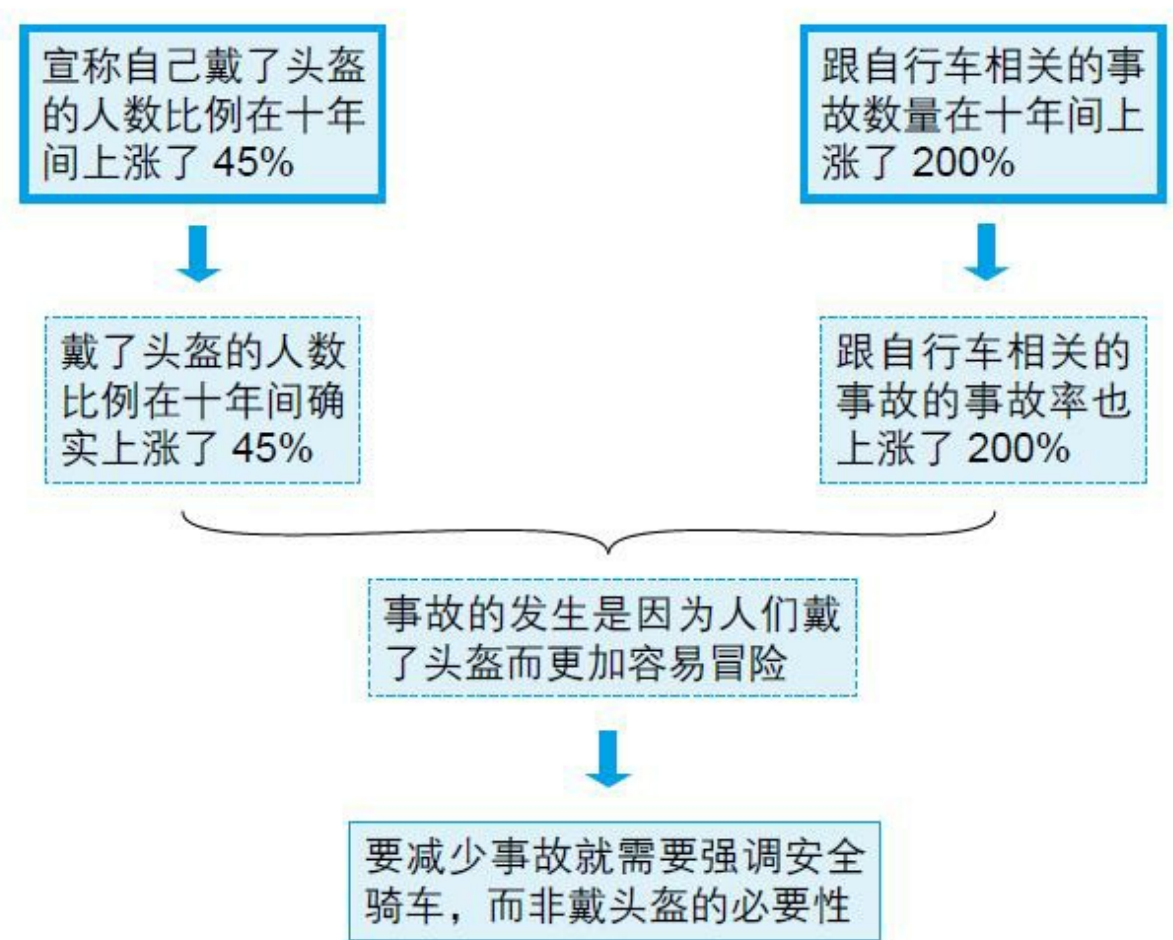 宣称自己戴了头盔
的人数比例在十年
间上涨了 45%
跟自行车相关的事
故数量在十年间上
涨了 200%
戴了头盔的人数
比例在十年间确
实上涨了 45%
跟自行车相关的
事故的事故率也
上涨了 200%
事故的发生是因为人们戴
了头盔而更加容易冒险
要减少事故就需要强调安全
骑车，而非戴头盔的必要性